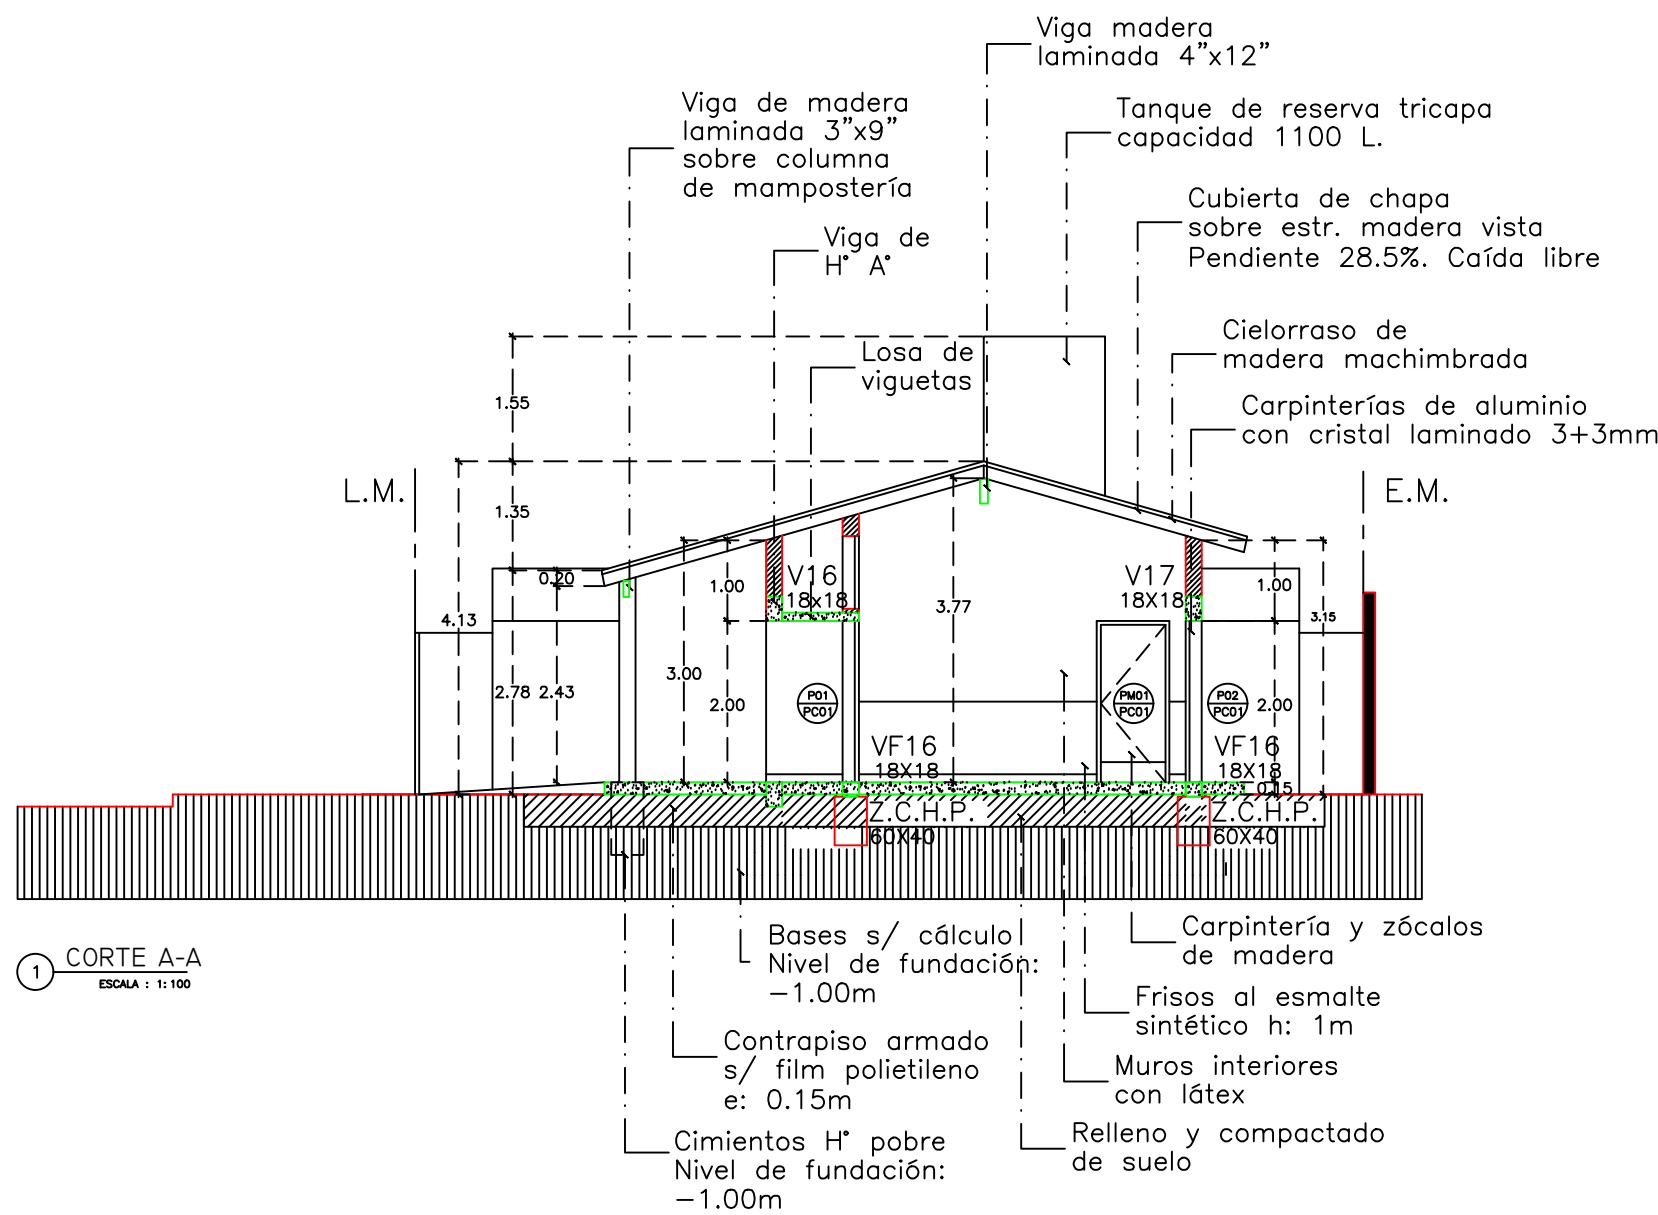 Viga madera
laminada 4"x12"
Viga de madera
laminada 3"x9"
sobre columna
de mampostería
Tanque de reserva tricapa
capacidad 1100 L.
Cubierta de chapa
sobre estr. madera vista
Pendiente 28.5%. Caída libre
Viga de
H° A°
Cielorraso de
madera machimbrada
Losa de
viguetas
Carpinterías de aluminio
con cristal laminado 3+3mm
1.55
L.M.
E.M.
1.35
0.20
1.00
V16
18x18
V17
18X18
1.00
3.77
4.13
3.15
3.00
2.78
2.43
2.00
P01
PC01
PM01
PC01
P02
PC01
2.00
VF16
18X18
VF16
18X18
0.15
Z.C.H.P.
60X40
Z.C.H.P.
60X40
1
CORTE A-A
ESCALA : 1:100
Bases s/ cálculo
Nivel de fundación:
-1.00m
Carpintería y zócalos
de madera
Frisos al esmalte
sintético h: 1m
Contrapiso armado
s/ film polietileno
e: 0.15m
Muros interiores
con látex
Cimientos H° pobre
Nivel de fundación:
-1.00m
Relleno y compactado
de suelo